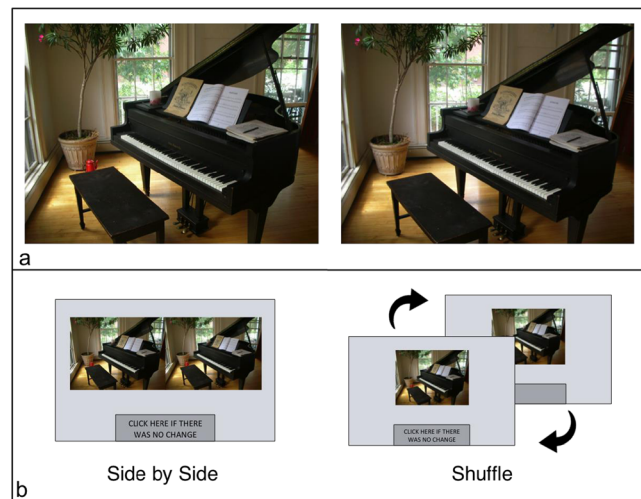 a
CLICK HERE IF THERE
WAS NO CHANGE
CLICK HERE IF THERE
WAS NO CHANGE
b
Side by Side
Shuffle